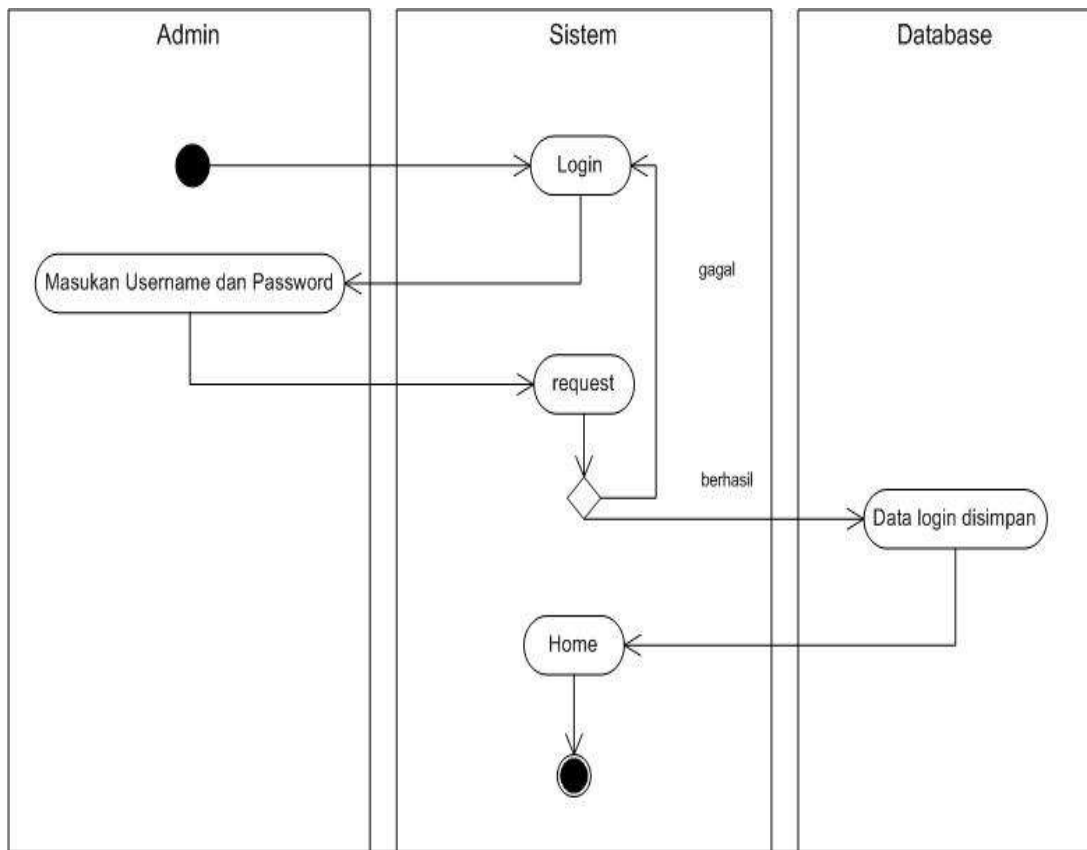 Admin
Sistem
Database
Login
Masukan Username dan Password
gagal
request
berhasil
Data login disimpan
Home